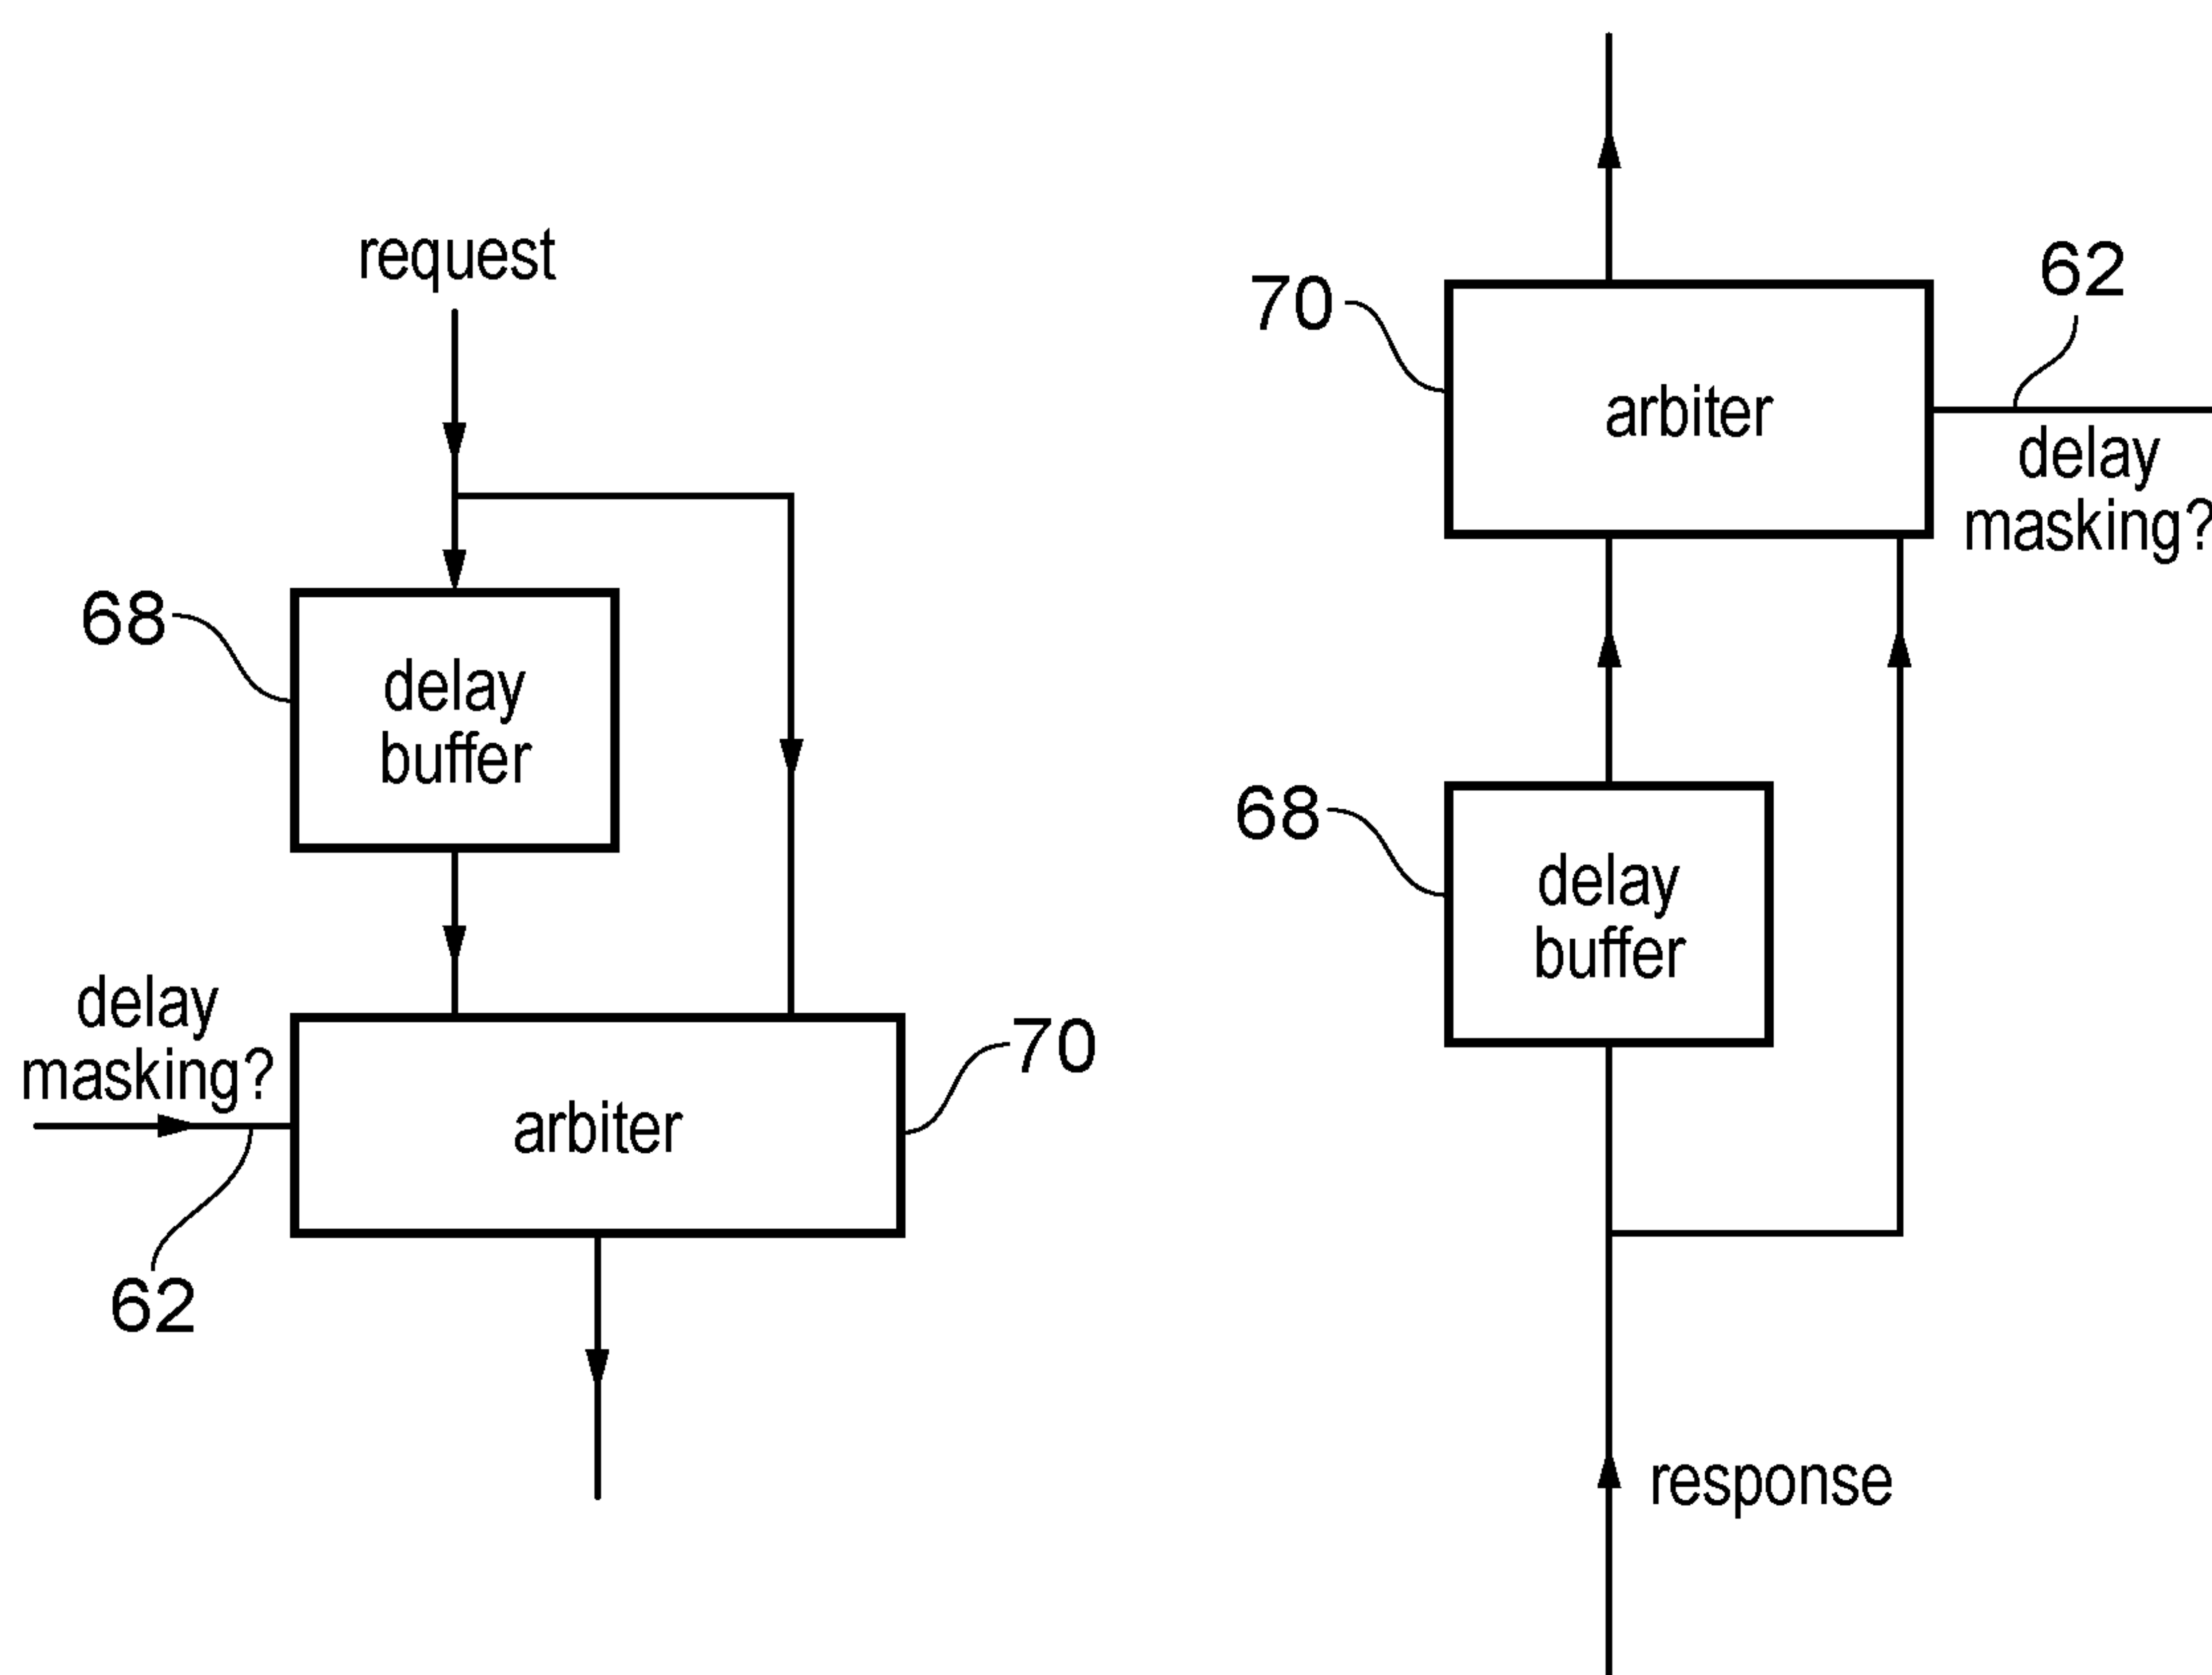 request
68
delay
buffer
delay
masking?
70
arbiter
62
70
62
arbiter
delay
masking?
68
delay
buffer
response